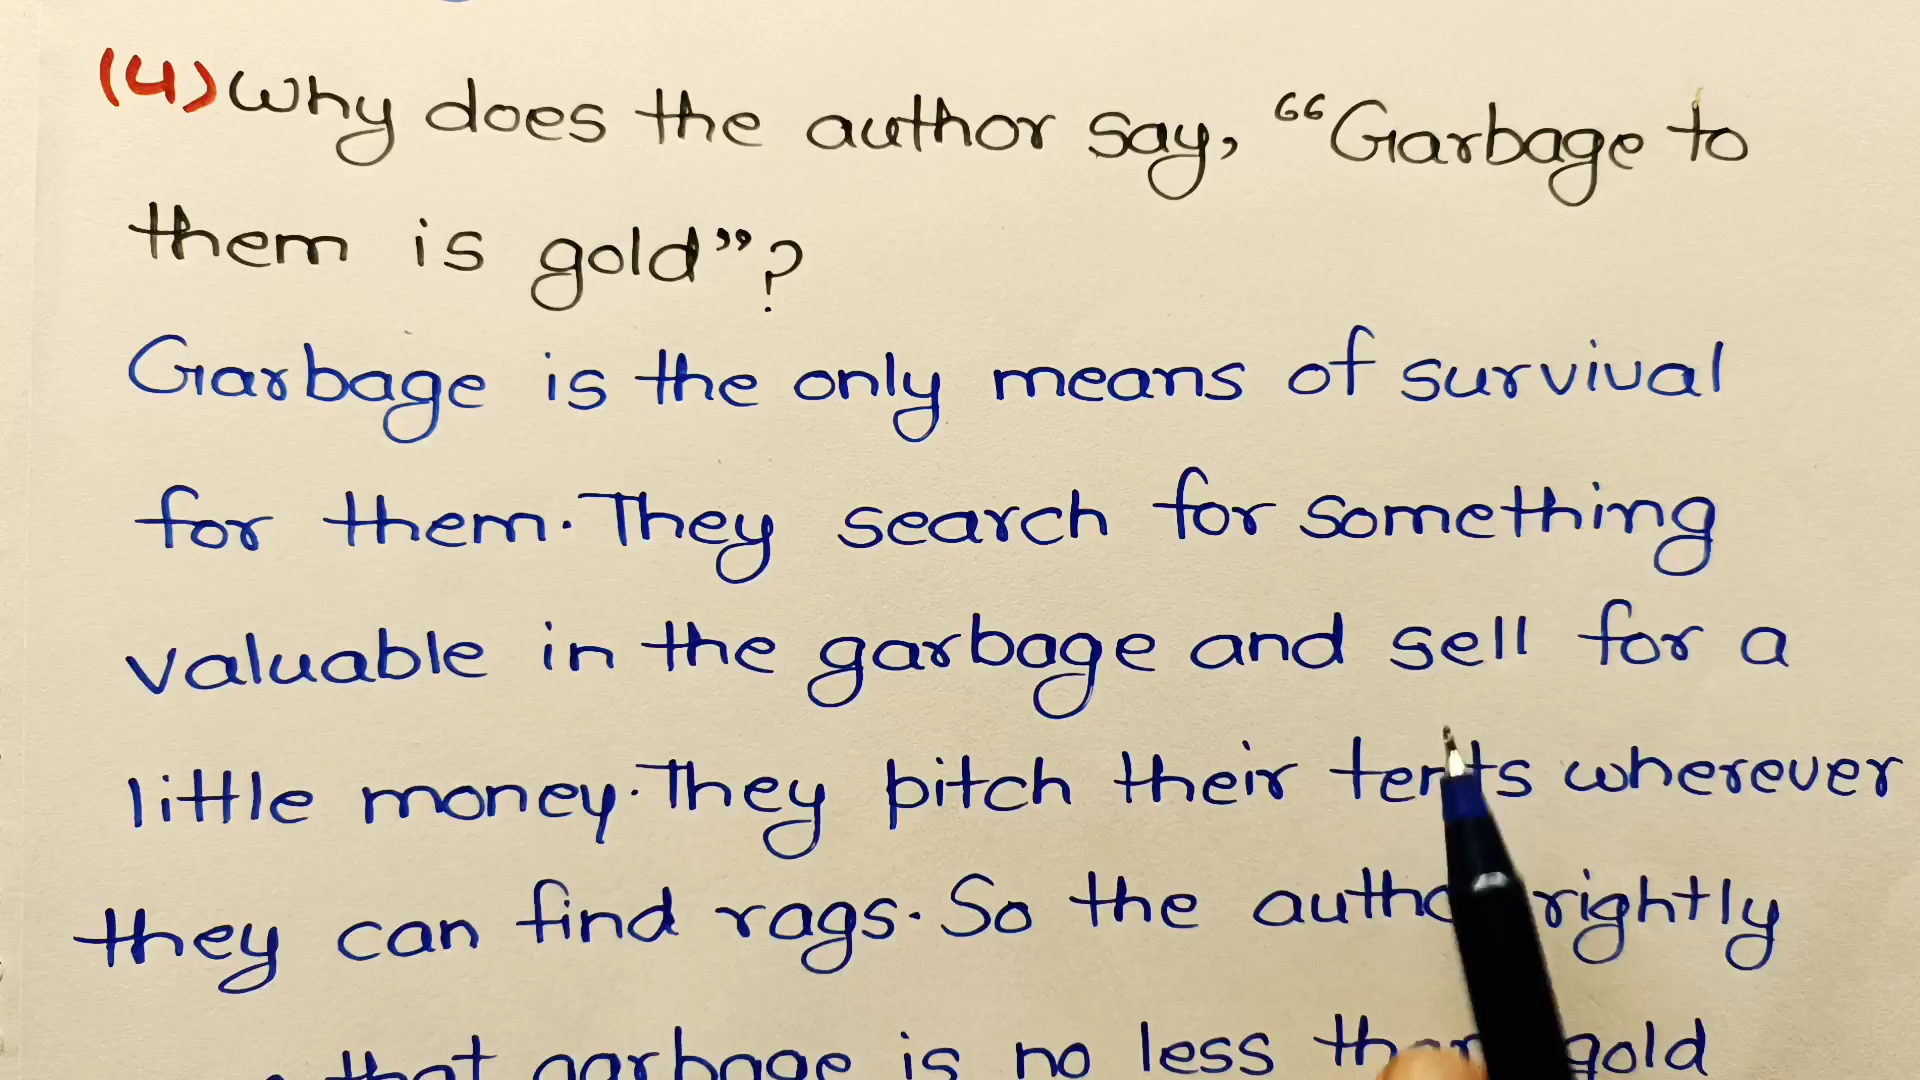 (4) Why does the author say, “Garbage to
them is gold”?
Garbage is the only means of survival
for them. They search for something
valuable in the garbage and sell for a
little money. They pitch their tents wherever
they can find rags. So the author rightly
that garbage is no less than gold